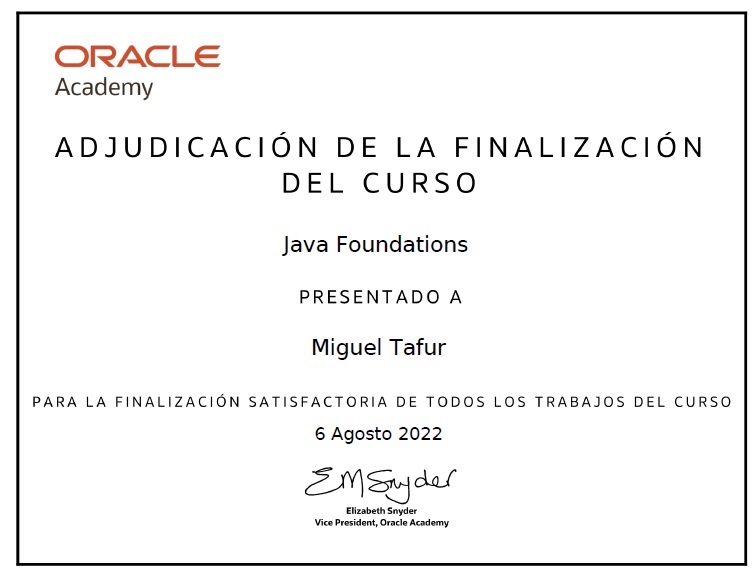 ORACLE
Academy
ADJUDICACIÓN DE LA FINALIZACIÓN
DEL CURSO
Java Foundations
PRESENTADO A
Miguel Tafur
PARA LA FINALIZACIÓN SATISFACTORIA DE TODOS LOS TRABAJOS DEL CURSO
6 Agosto 2022
EMSnyder
Elizabeth Snyder
Vice President, Oracle Academy